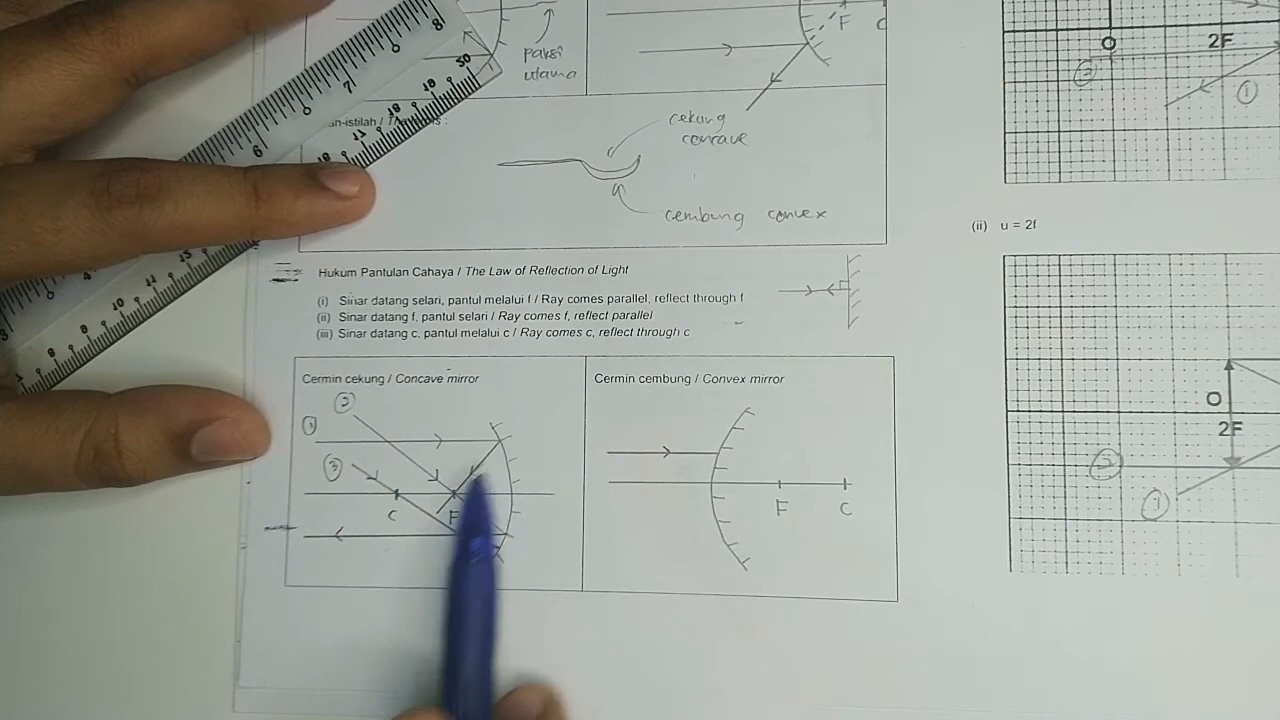 paksi
utama
F
C
cekung
concave
cembung convex
Hukum Pantulan Cahaya / The Law of Reflection of Light
(i) Sinar datang selari, pantul melalui f / Ray comes parallel, reflect through f
(ii) Sinar datang f, pantul selari / Ray comes f, reflect parallel
(iii) Sinar datang c, pantul melalui c / Ray comes c, reflect through c
Cermin cekung / Concave mirror
2
1
3
C
F
Cermin cembung / Convex mirror
F
C
O
2F
2
1
(ii) u = 2f
O
2F
2
1